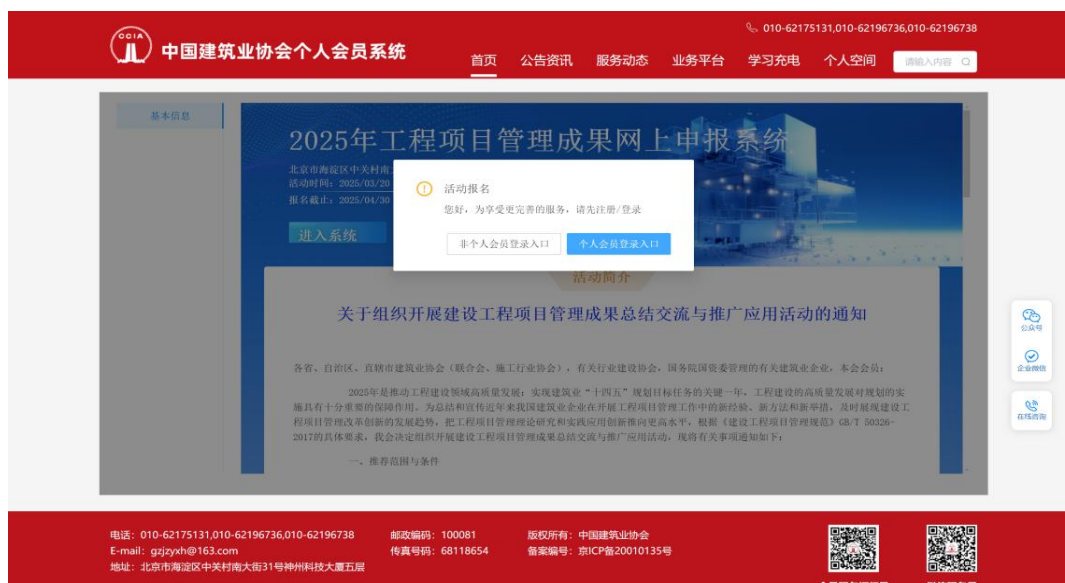 010-62175131,010-62196736,010-62196738
CCIA
中国建筑业协会个人会员系统
首页 公告资讯 服务动态 业务平台 学习充电 个人空间 请输入内容
基本信息
2025年工程项目管理成果网上申报系统
北京市海淀区中关村南
活动时间：2025/03/20
报名截止：2025/04/30
进入系统
活动报名
您好，为享受更完善的服务，请先注册/登录
非个人会员登录入口 个人会员登录入口
活动简介
关于组织开展建设工程项目管理成果总结交流与推广应用活动的通知
各省、自治区、直辖市建筑业协会（联合会、施工行业协会），有关行业建设协会，国务院国资委管理的有关建筑业企业，本会会员：
2025年是推动工程建设领域高质量发展；实现建筑业“十四五”规划目标任务的关键一年，工程建设的高质量发展对规划的实
施具有十分重要的保障作用。为总结和宣传近年来我国建筑业企业在开展工程项目管理工作中的新经验、新方法和新举措，及时展现建设工
程项目管理改革创新的发展趋势，把工程项目管理理论研究和实践应用创新推向更高水平，根据《建设工程项目管理规范》GB/T 50326-
2017的具体要求，我会决定组织开展建设工程项目管理成果总结交流与推广应用活动，现将有关事项通知如下：
一、推荐范围与条件
公众号
企业微信
在线咨询
电话：010-62175131,010-62196736,010-62196738 邮政编码：100081 版权所有：中国建筑业协会
E-mail：gzjzyxh@163.com 传真号码：68118654 备案编号：京ICP备20010135号
地址：北京市海淀区中关村南大街31号神州科技大厦五层